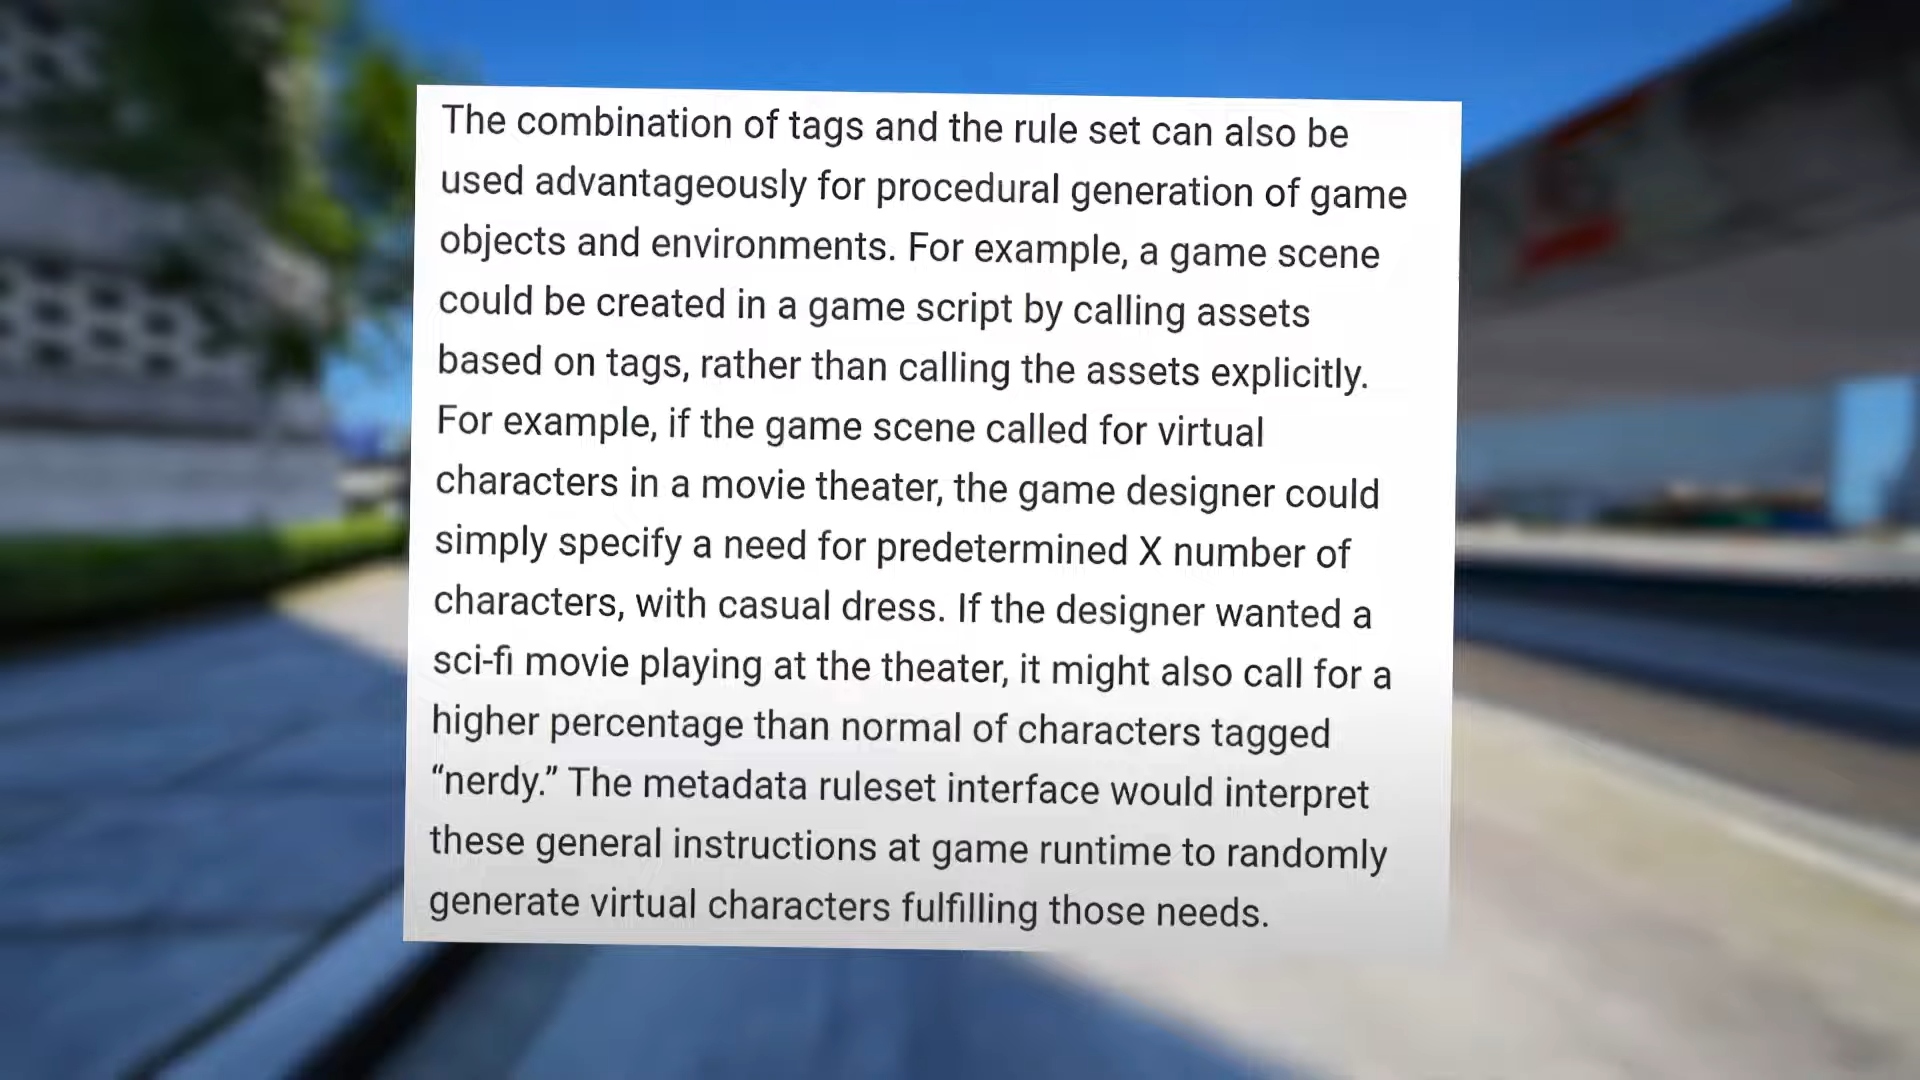 The combination of tags and the rule set can also be
used advantageously for procedural generation of game
objects and environments. For example, a game scene
could be created in a game script by calling assets
based on tags, rather than calling the assets explicitly.
For example, if the game scene called for virtual
characters in a movie theater, the game designer could
simply specify a need for predetermined X number of
characters, with casual dress. If the designer wanted a
sci-fi movie playing at the theater, it might also call for a
higher percentage than normal of characters tagged
“nerdy.” The metadata ruleset interface would interpret
these general instructions at game runtime to randomly
generate virtual characters fulfilling those needs.